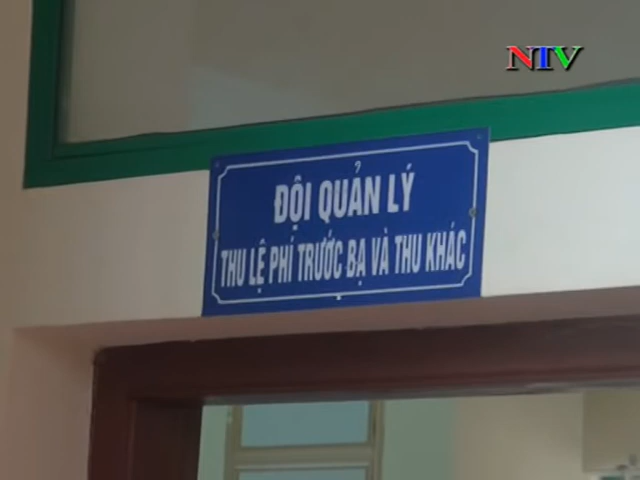 NTV
ĐỘI QUẢN LÝ
THU LỆ PHÍ TRƯỚC BẠ VÀ THU KHÁC